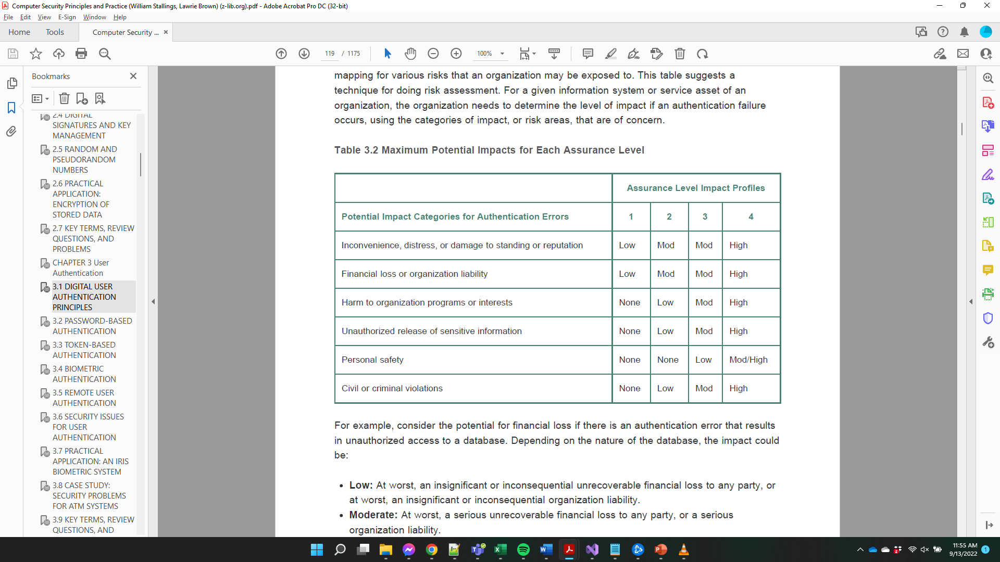 Computer Security Principles and Practice (William Stallings, Lawrie Brown) (z-lib.org).pdf - Adobe Acrobat Pro DC (32-bit)
File Edit View E-Sign Window Help
Home Tools Computer Security ... ×
119 / 1175 100%
Bookmarks
2.4 DIGITAL
SIGNATURES AND KEY
MANAGEMENT
2.5 RANDOM AND
PSEUDORANDOM
NUMBERS
2.6 PRACTICAL
APPLICATION:
ENCRYPTION OF
STORED DATA
2.7 KEY TERMS, REVIEW
QUESTIONS, AND
PROBLEMS
CHAPTER 3 User
Authentication
3.1 DIGITAL USER
AUTHENTICATION
PRINCIPLES
3.2 PASSWORD-BASED
AUTHENTICATION
3.3 TOKEN-BASED
AUTHENTICATION
3.4 BIOMETRIC
AUTHENTICATION
3.5 REMOTE USER
AUTHENTICATION
3.6 SECURITY ISSUES
FOR USER
AUTHENTICATION
3.7 PRACTICAL
APPLICATION: AN IRIS
BIOMETRIC SYSTEM
3.8 CASE STUDY:
SECURITY PROBLEMS
FOR ATM SYSTEMS
3.9 KEY TERMS, REVIEW
QUESTIONS, AND
mapping for various risks that an organization may be exposed to. This table suggests a
technique for doing risk assessment. For a given information system or service asset of an
organization, the organization needs to determine the level of impact if an authentication failure
occurs, using the categories of impact, or risk areas, that are of concern.
Table 3.2 Maximum Potential Impacts for Each Assurance Level
Assurance Level Impact Profiles
Potential Impact Categories for Authentication Errors 1 2 3 4
Inconvenience, distress, or damage to standing or reputation Low Mod Mod High
Financial loss or organization liability Low Mod Mod High
Harm to organization programs or interests None Low Mod High
Unauthorized release of sensitive information None Low Mod High
Personal safety None None Low Mod/High
Civil or criminal violations None Low Mod High
For example, consider the potential for financial loss if there is an authentication error that results
in unauthorized access to a database. Depending on the nature of the database, the impact could
be:
• Low: At worst, an insignificant or inconsequential unrecoverable financial loss to any party, or
at worst, an insignificant or inconsequential organization liability.
• Moderate: At worst, a serious unrecoverable financial loss to any party, or a serious
organization liability.
11:55 AM
9/13/2022
1